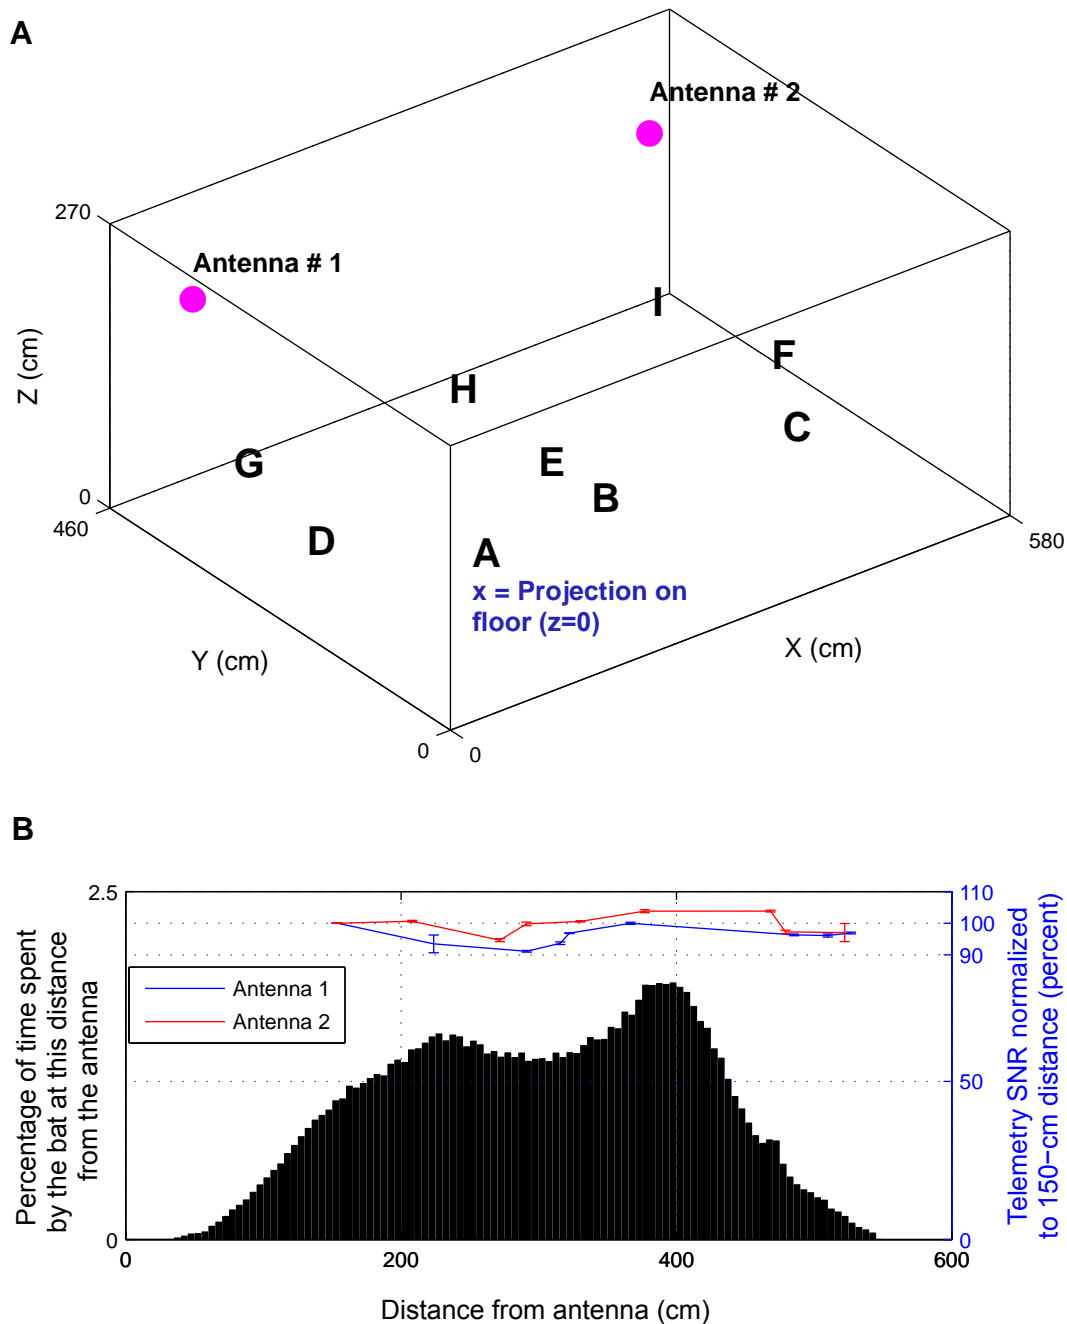 A
Antenna # 2
270
Antenna # 1
Z (cm)
I
F
H
C
G
E
B
0
460
D
A
580
x = Projection on
floor (z=0)
Y (cm)
X (cm)
0
0
B
2.5
110
100
90
Antenna 1
Antenna 2
50
0
0
0
200
400
600
Percentage of time spent
by the bat at this distance
from the antenna
Telemetry SNR normalized
to 150−cm distance (percent)
Distance from antenna (cm)